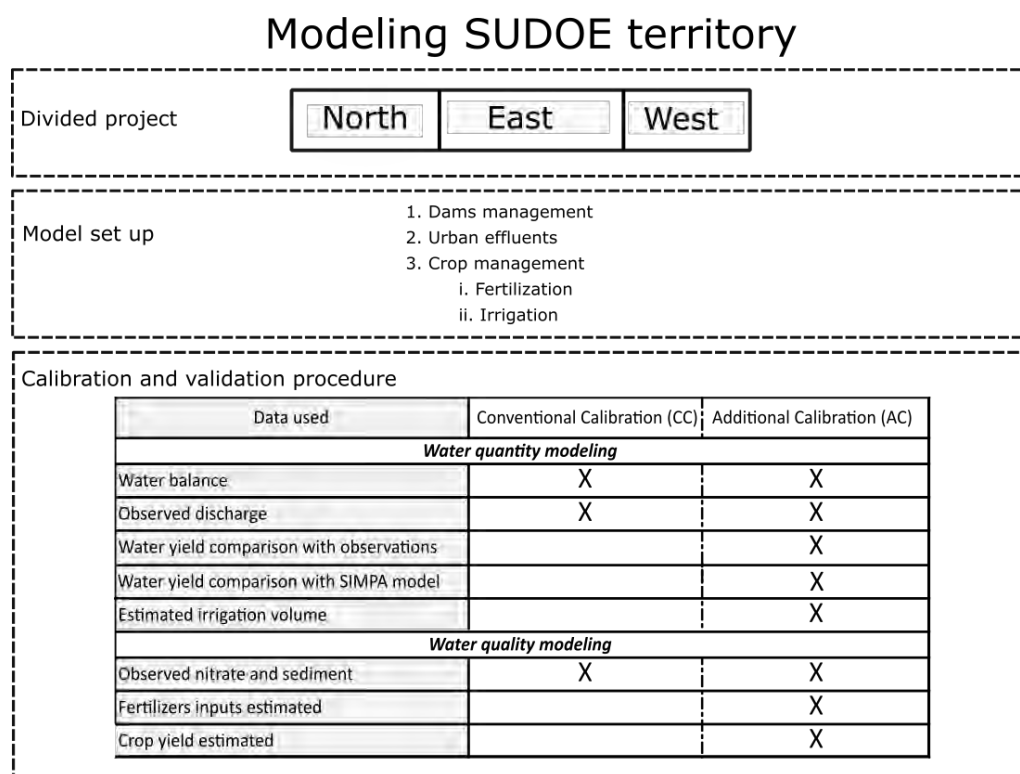 Modeling SUDOE territory
Divided project
North East West
Model set up
1. Dams management
2. Urban effluents
3. Crop management
i. Fertilization
ii. Irrigation
Calibration and validation procedure
Data used Conventional Calibration (CC) Additional Calibration (AC)
Water quantity modeling
Water balance X X
Observed discharge X X
Water yield comparison with observations X
Water yield comparison with SIMPA model X
Estimated irrigation volume X
Water quality modeling
Observed nitrate and sediment X X
Fertilizers inputs estimated X
Crop yield estimated X